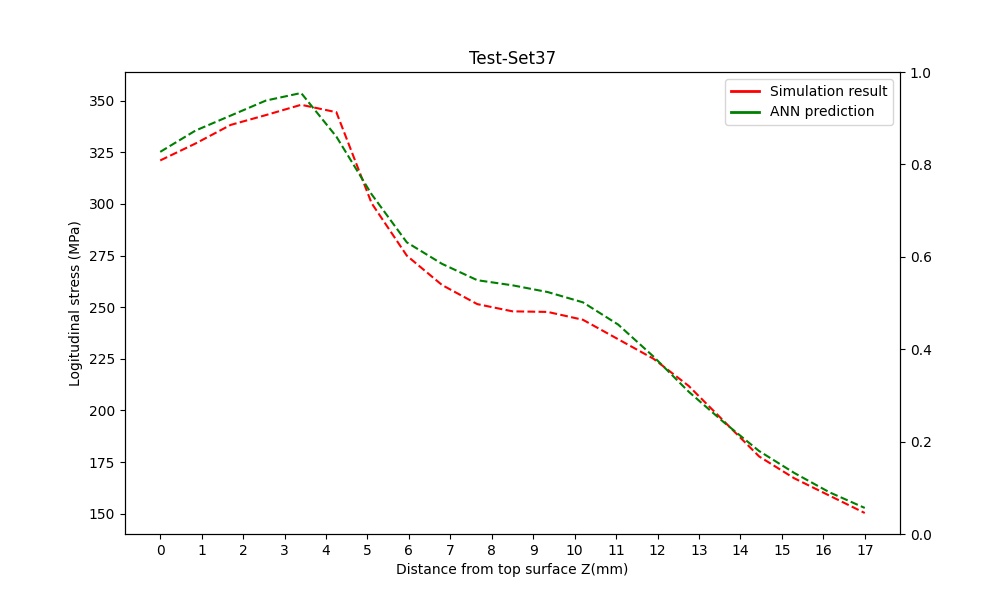 Test-Set37
Simulation result
ANN prediction
Logitudinal stress (MPa)
350
325
300
275
250
225
200
175
150
1.0
0.8
0.6
0.4
0.2
0.0
0 1 2 3 4 5 6 7 8 9 10 11 12 13 14 15 16 17
Distance from top surface Z(mm)